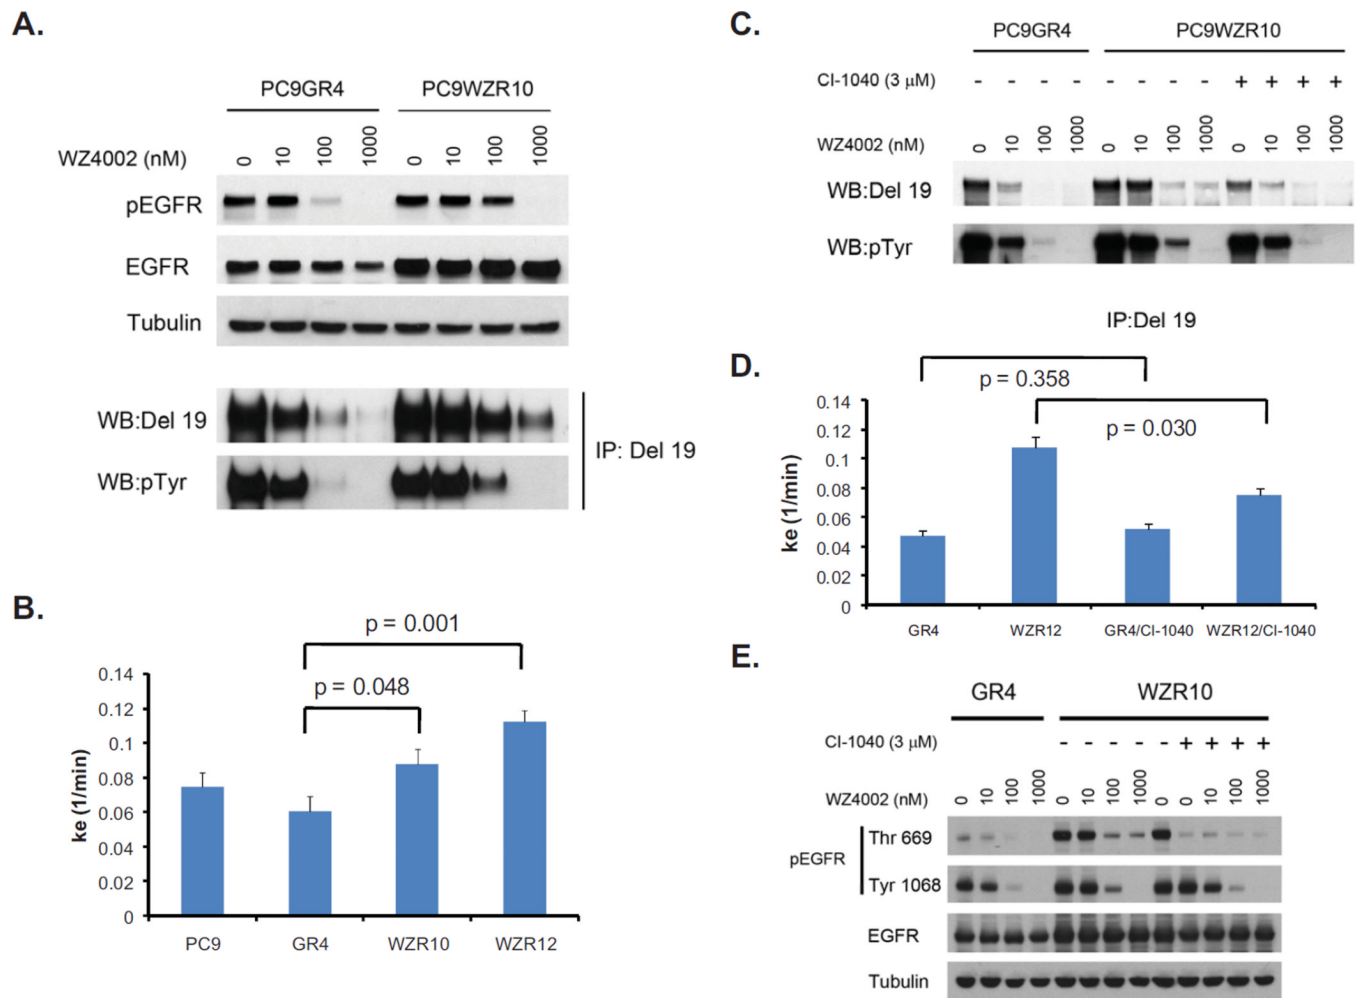 A.
PC9GR4 PC9WZR10
WZ4002 (nM) 0 10 100 1000 0 10 100 1000
pEGFR
EGFR
Tubulin
WB:Del 19
WB:pTyr
IP: Del 19
B.
p = 0.001
p = 0.048
ke (1/min)
0.14
0.12
0.1
0.08
0.06
0.04
0.02
0
PC9 GR4 WZR10 WZR12
C.
PC9GR4 PC9WZR10
CI-1040 (3 µM) - - - - - - - - + + + +
WZ4002 (nM) 0 10 100 1000 0 10 100 1000 0 10 100 1000
WB:Del 19
WB:pTyr
IP:Del 19
D.
p = 0.358
p = 0.030
ke (1/min)
0.14
0.12
0.1
0.08
0.06
0.04
0.02
0
GR4 WZR12 GR4/CI-1040 WZR12/CI-1040
E.
GR4 WZR10
CI-1040 (3 µM) - - - - - + + + +
WZ4002 (nM) 0 10 100 1000 0 10 100 1000 0 0 10 100 1000
pEGFR
Thr 669
Tyr 1068
EGFR
Tubulin